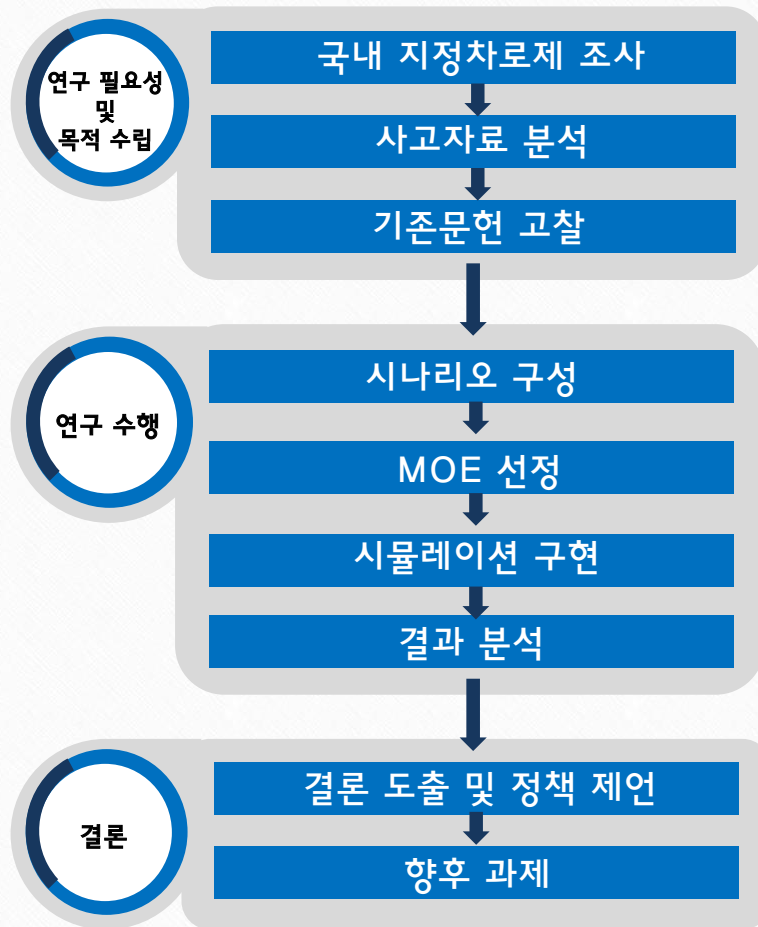 연구 필요성
및
목적 수립
국내 지정차로제 조사
사고자료 분석
기존문헌 고찰
연구 수행
시나리오 구성
MOE 선정
시뮬레이션 구현
결과 분석
결론
결론 도출 및 정책 제언
향후 과제